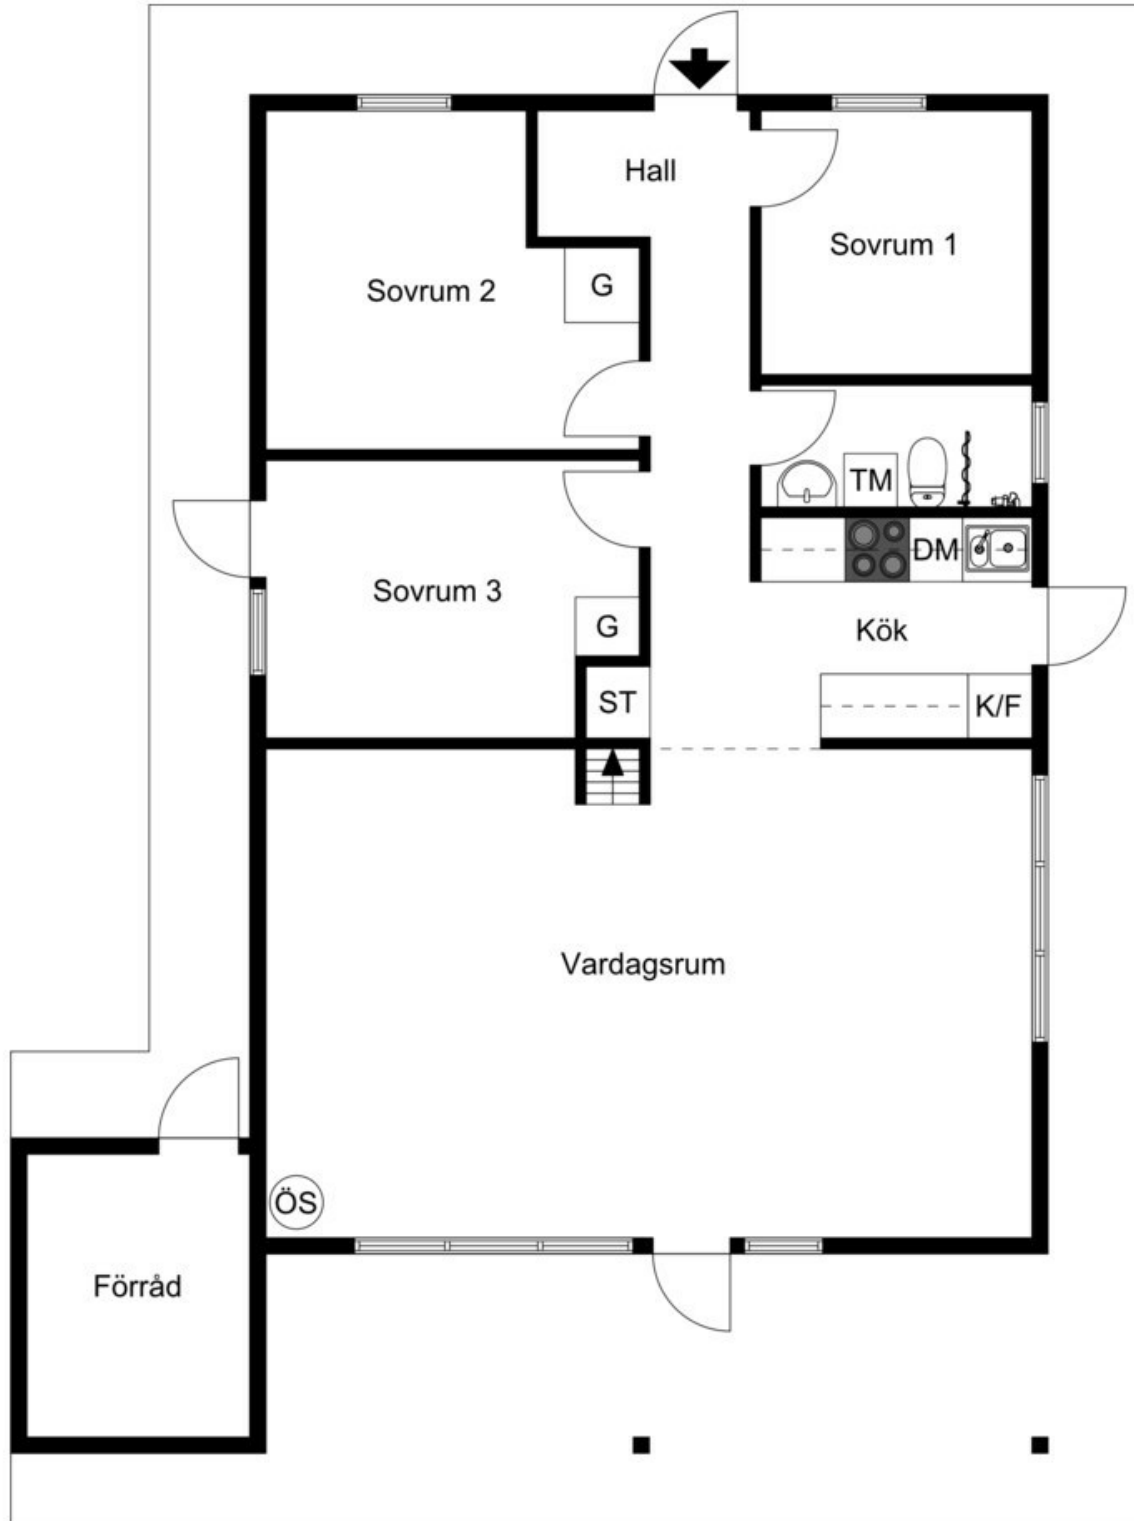 Hall
Sovrum 1
Sovrum 2
G
TM
DM
Sovrum 3
G
Kök
ST
K/F
Vardagsrum
ÖS
Förråd